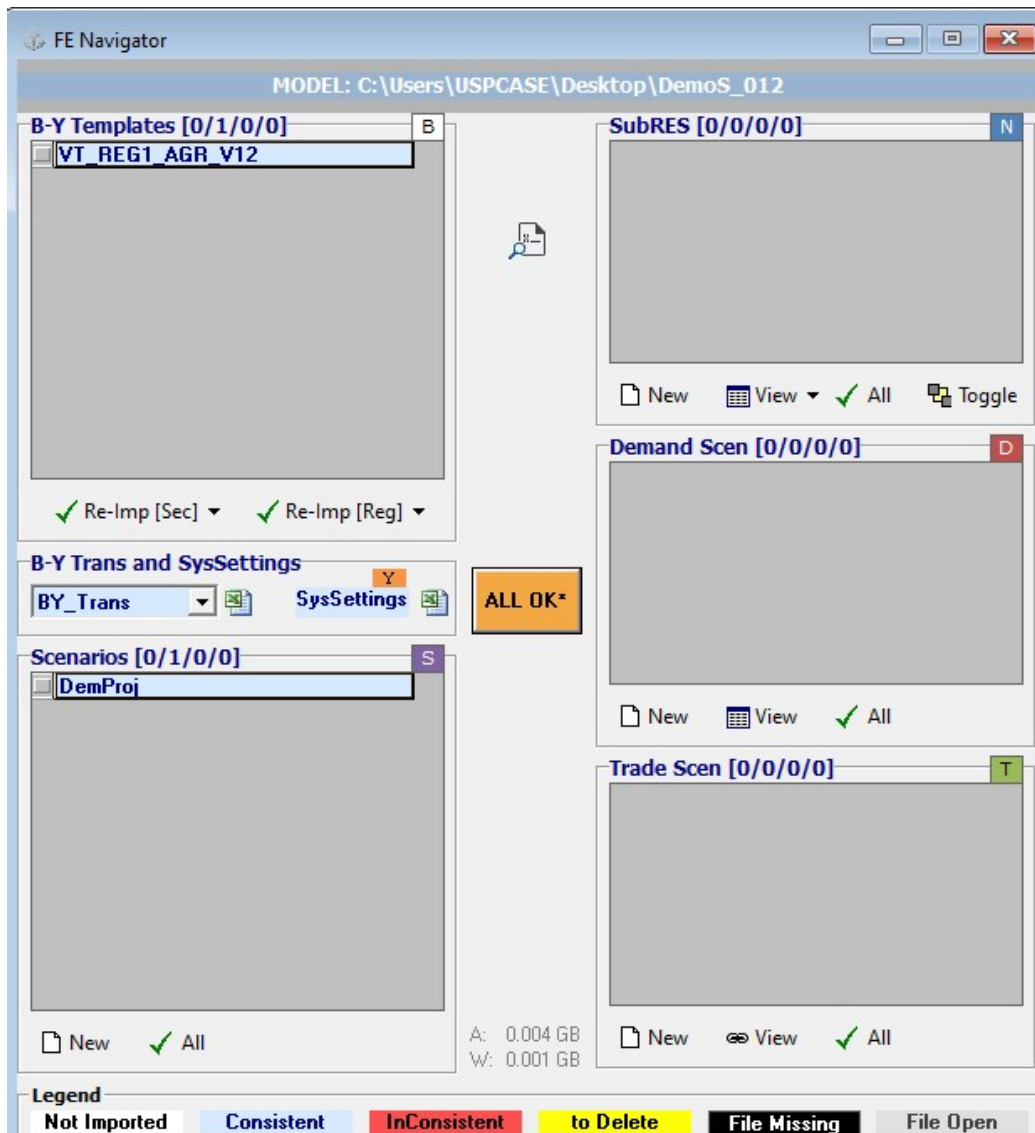 FE Navigator
MODEL: C:\Users\USPCASE\Desktop\DemoS_012
B-Y Templates [0/1/0/0]
B
VT_REG1_AGR_V12
Re-Imp [Sec]
Re-Imp [Reg]
B-Y Trans and SysSettings
BY_Trans
Y
SysSettings
ALL OK*
Scenarios [0/1/0/0]
S
DemProj
New
All
A: 0.004 GB
W: 0.001 GB
SubRES [0/0/0/0]
N
New
View
All
Toggle
Demand Scen [0/0/0/0]
D
New
View
All
Trade Scen [0/0/0/0]
T
New
View
All
Legend
Not Imported
Consistent
InConsistent
to Delete
File Missing
File Open